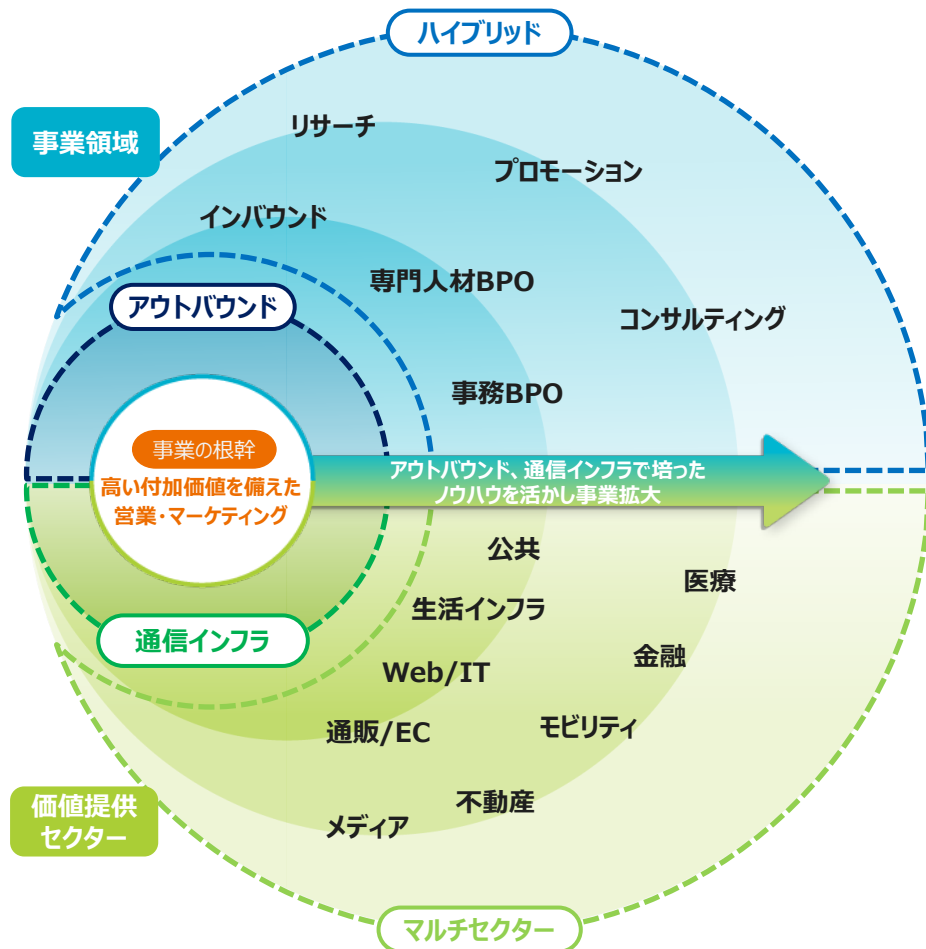 ハイブリッド
事業領域
リサーチ
プロモーション
インバウンド
専門人材BPO
アウトバウンド
コンサルティング
事務BPO
事業の根幹
高い付加価値を備えた
営業・マーケティング
アウトバウンド、通信インフラで培った
ノウハウを活かし事業拡大
公共
医療
生活インフラ
通信インフラ
金融
Web/IT
モビリティ
通販/EC
価値提供
セクター
不動産
メディア
マルチセクター